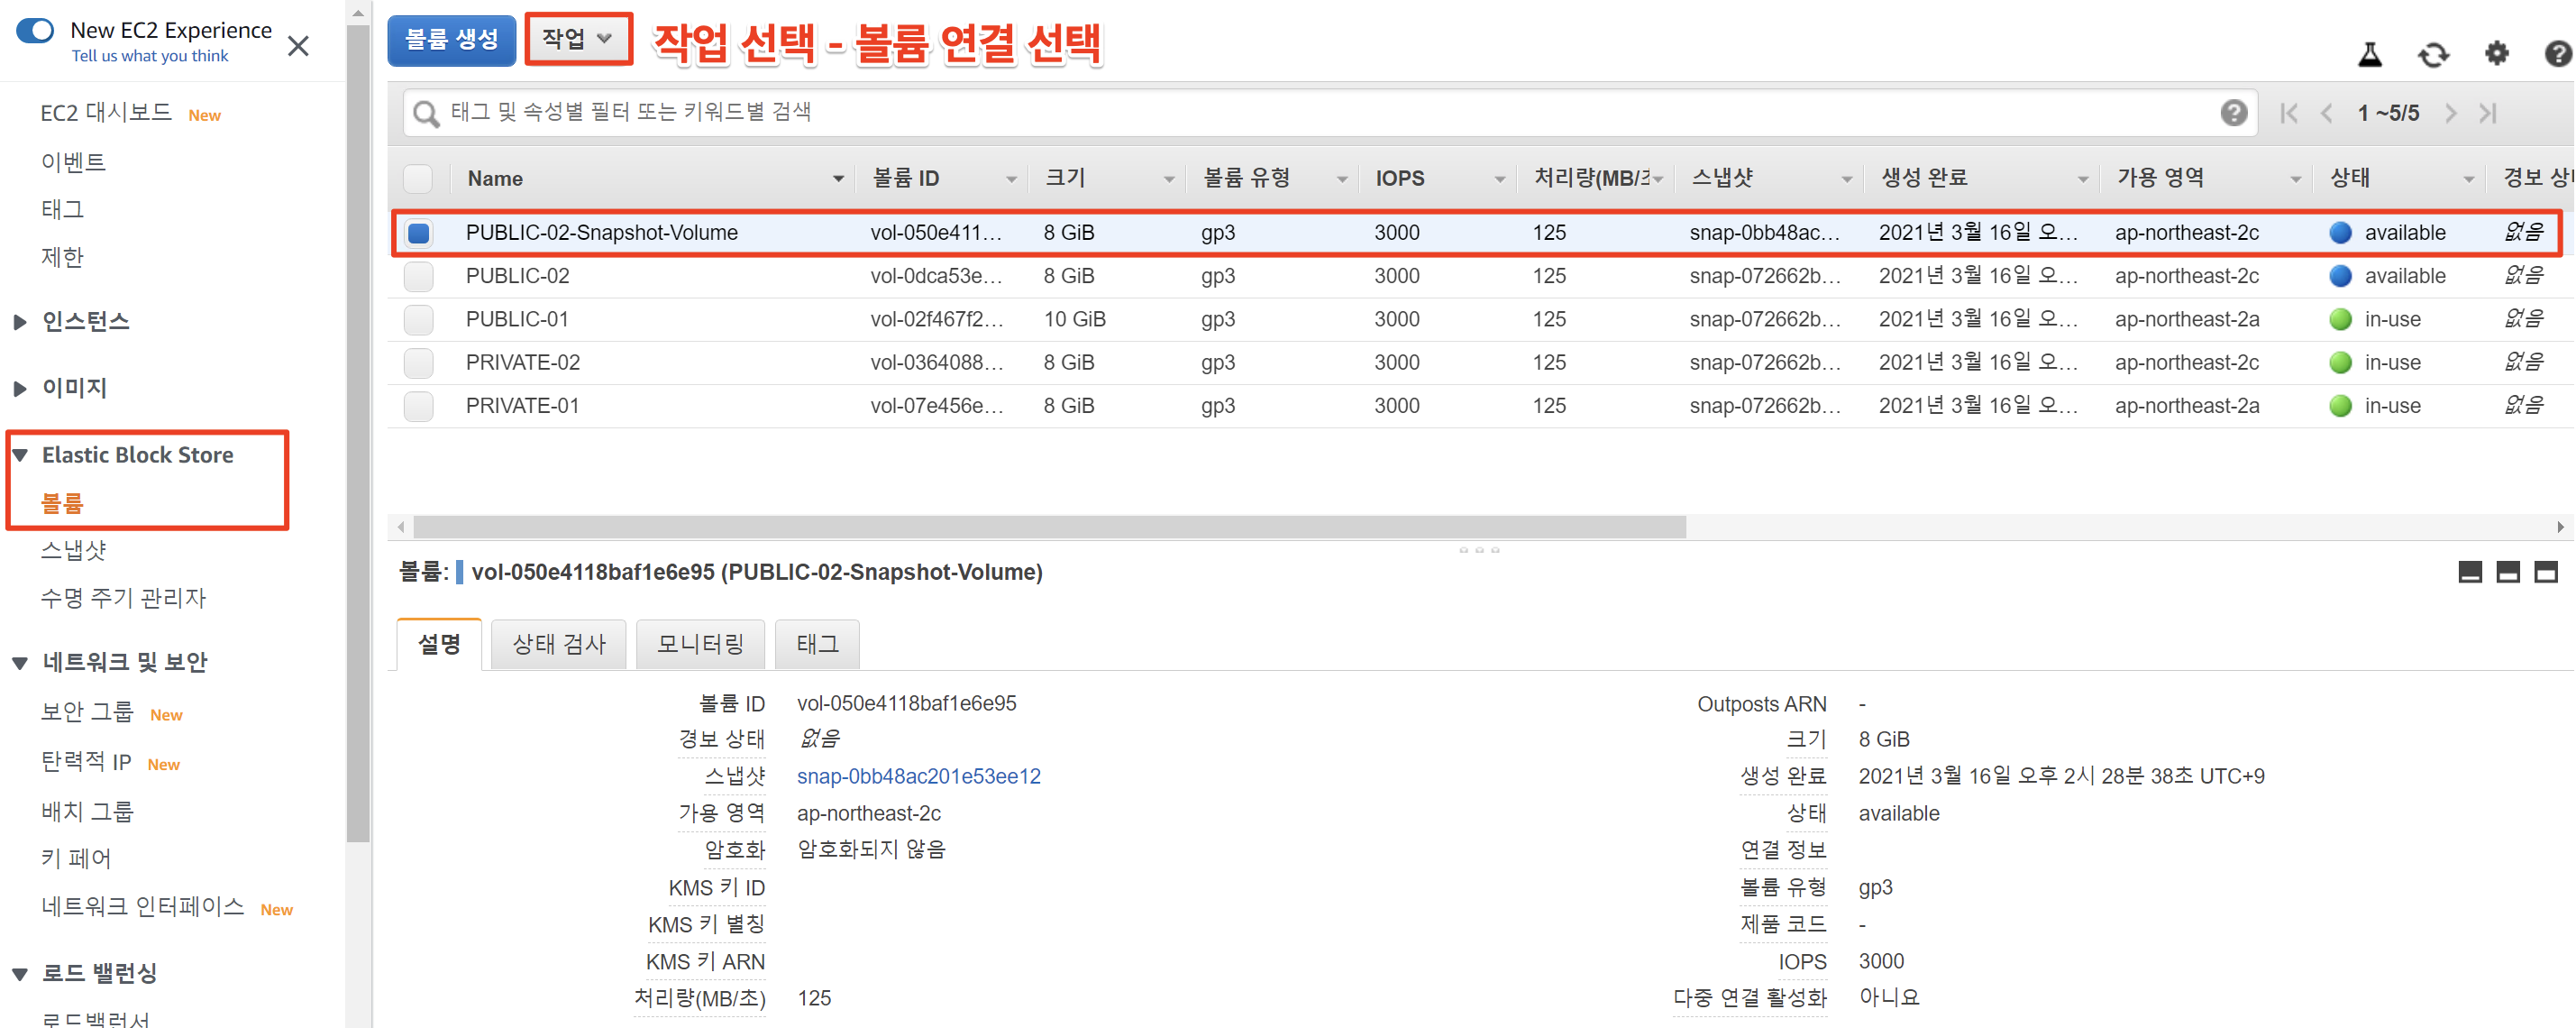 New EC2 Experience
Tell us what you think
EC2 대시보드 New
이벤트
태그
제한
인스턴스
이미지
Elastic Block Store
볼륨
스냅샷
수명 주기 관리자
네트워크 및 보안
보안 그룹 New
탄력적 IP New
배치 그룹
키 페어
네트워크 인터페이스 New
로드 밸런싱
로드밸런서
볼륨 생성 작업 작업 선택 - 볼륨 연결 선택
태그 및 속성별 필터 또는 키워드별 검색 1 ~5/5
Name 볼륨 ID 크기 볼륨 유형 IOPS 처리량(MB/초 스냅샷 생성 완료 가용 영역 상태 경보 상태
PUBLIC-02-Snapshot-Volume vol-050e411... 8 GiB gp3 3000 125 snap-0bb48ac... 2021년 3월 16일 오... ap-northeast-2c available 없음
PUBLIC-02 vol-0dca53e... 8 GiB gp3 3000 125 snap-072662b... 2021년 3월 16일 오... ap-northeast-2c available 없음
PUBLIC-01 vol-02f467f2... 10 GiB gp3 3000 125 snap-072662b... 2021년 3월 16일 오... ap-northeast-2a in-use 없음
PRIVATE-02 vol-0364088... 8 GiB gp3 3000 125 snap-072662b... 2021년 3월 16일 오... ap-northeast-2c in-use 없음
PRIVATE-01 vol-07e456e... 8 GiB gp3 3000 125 snap-072662b... 2021년 3월 16일 오... ap-northeast-2a in-use 없음
볼륨: vol-050e4118baf1e6e95 (PUBLIC-02-Snapshot-Volume)
설명 상태 검사 모니터링 태그
볼륨 ID vol-050e4118baf1e6e95
경보 상태 없음
스냅샷 snap-0bb48ac201e53ee12
가용 영역 ap-northeast-2c
암호화 암호화되지 않음
KMS 키 ID
KMS 키 별칭
KMS 키 ARN
처리량(MB/초) 125
Outposts ARN -
크기 8 GiB
생성 완료 2021년 3월 16일 오후 2시 28분 38초 UTC+9
상태 available
연결 정보
볼륨 유형 gp3
제품 코드 -
IOPS 3000
다중 연결 활성화 아니요